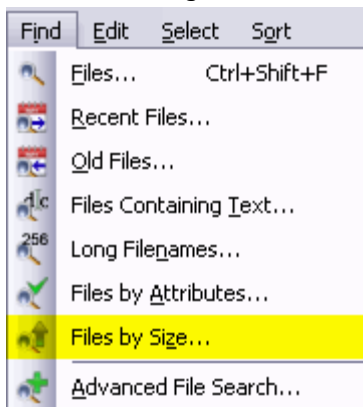 Find Edit Select Sort
Files... Ctrl+Shift+F
Recent Files...
Old Files...
Files Containing Text...
256 Long Filenames...
Files by Attributes...
Files by Size...
Advanced File Search...